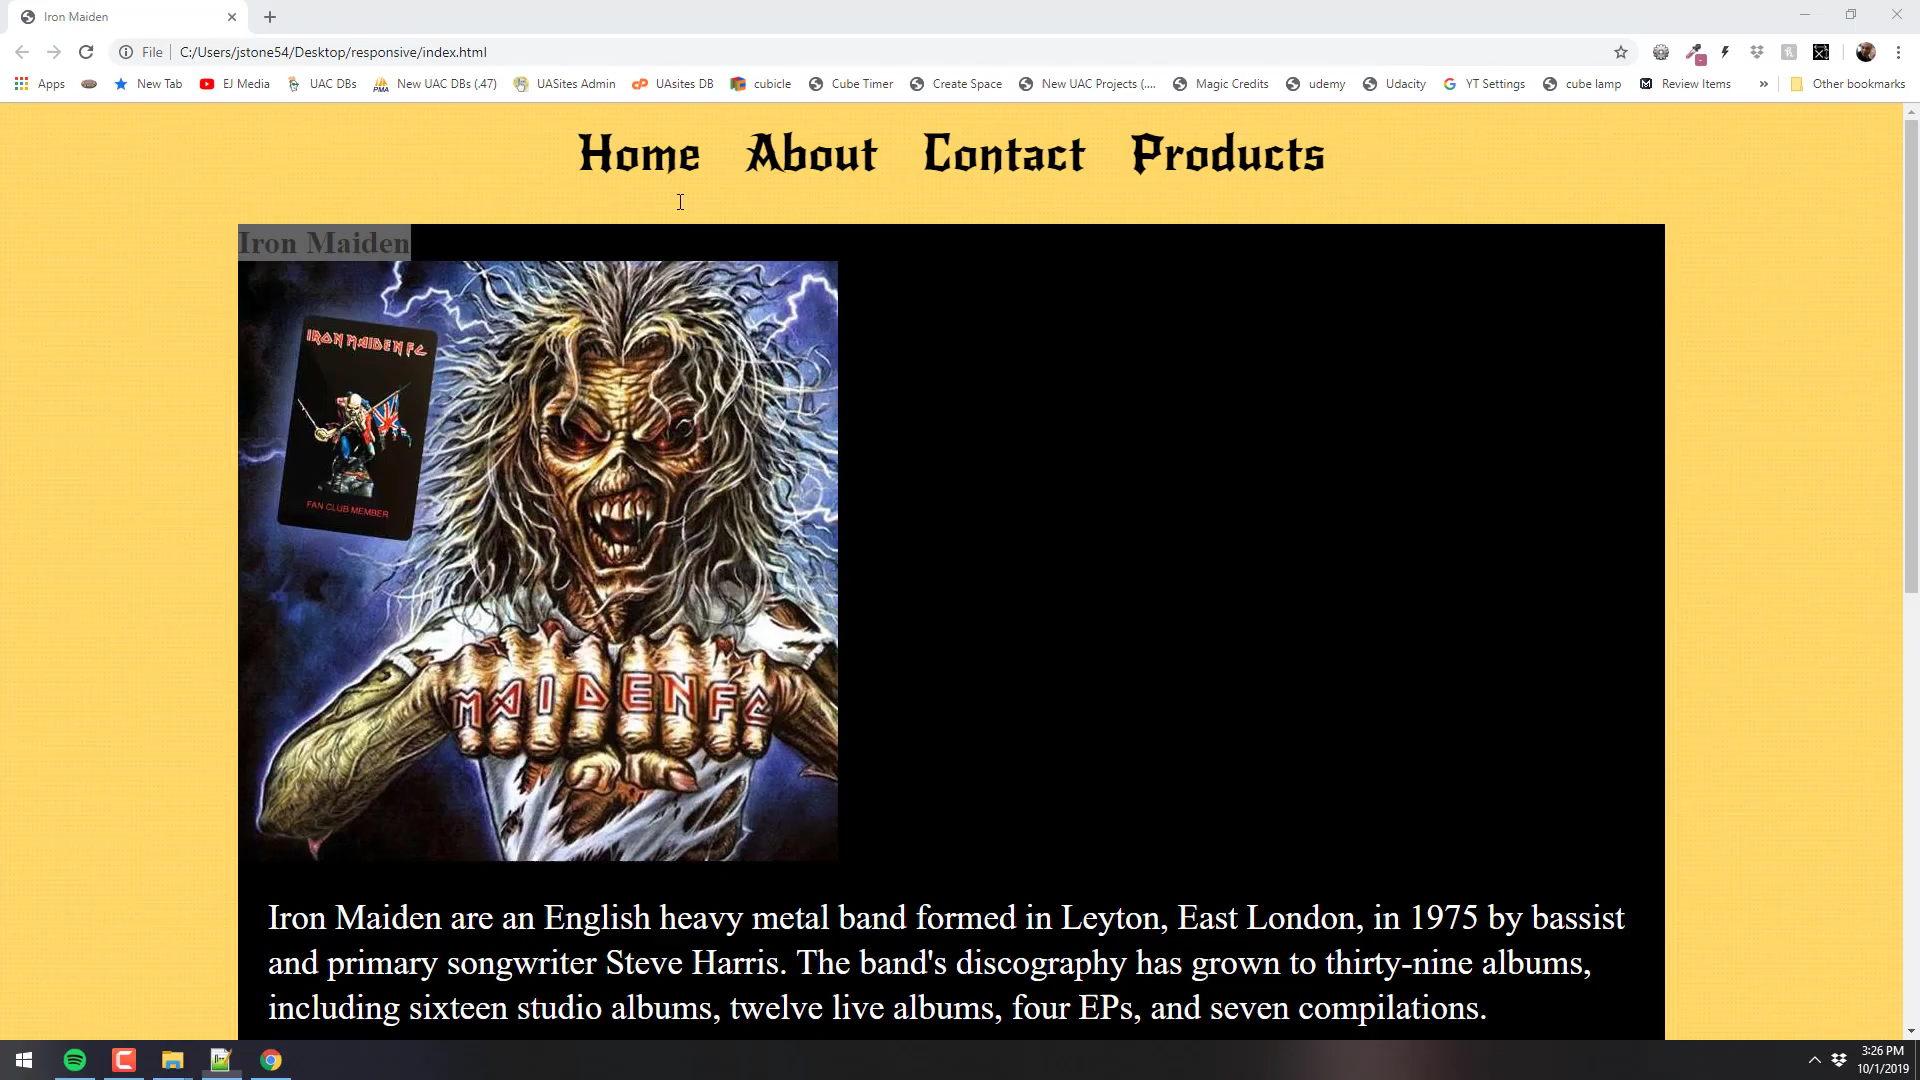 Iron Maiden
File C:/Users/jstone54/Desktop/responsive/index.html
Apps New Tab EJ Media UAC DBs PMA New UAC DBs (.47) UASites Admin cP UAsites DB cubicle Cube Timer Create Space New UAC Projects (.... Magic Credits udemy Udacity YT Settings cube lamp Review Items » Other bookmarks
Home About Contact Products
Iron Maiden
IRON MAIDEN FC
FAN CLUB MEMBER
MAIDENFC
Iron Maiden are an English heavy metal band formed in Leyton, East London, in 1975 by bassist
and primary songwriter Steve Harris. The band's discography has grown to thirty-nine albums,
including sixteen studio albums, twelve live albums, four EPs, and seven compilations.
3:26 PM
10/1/2019